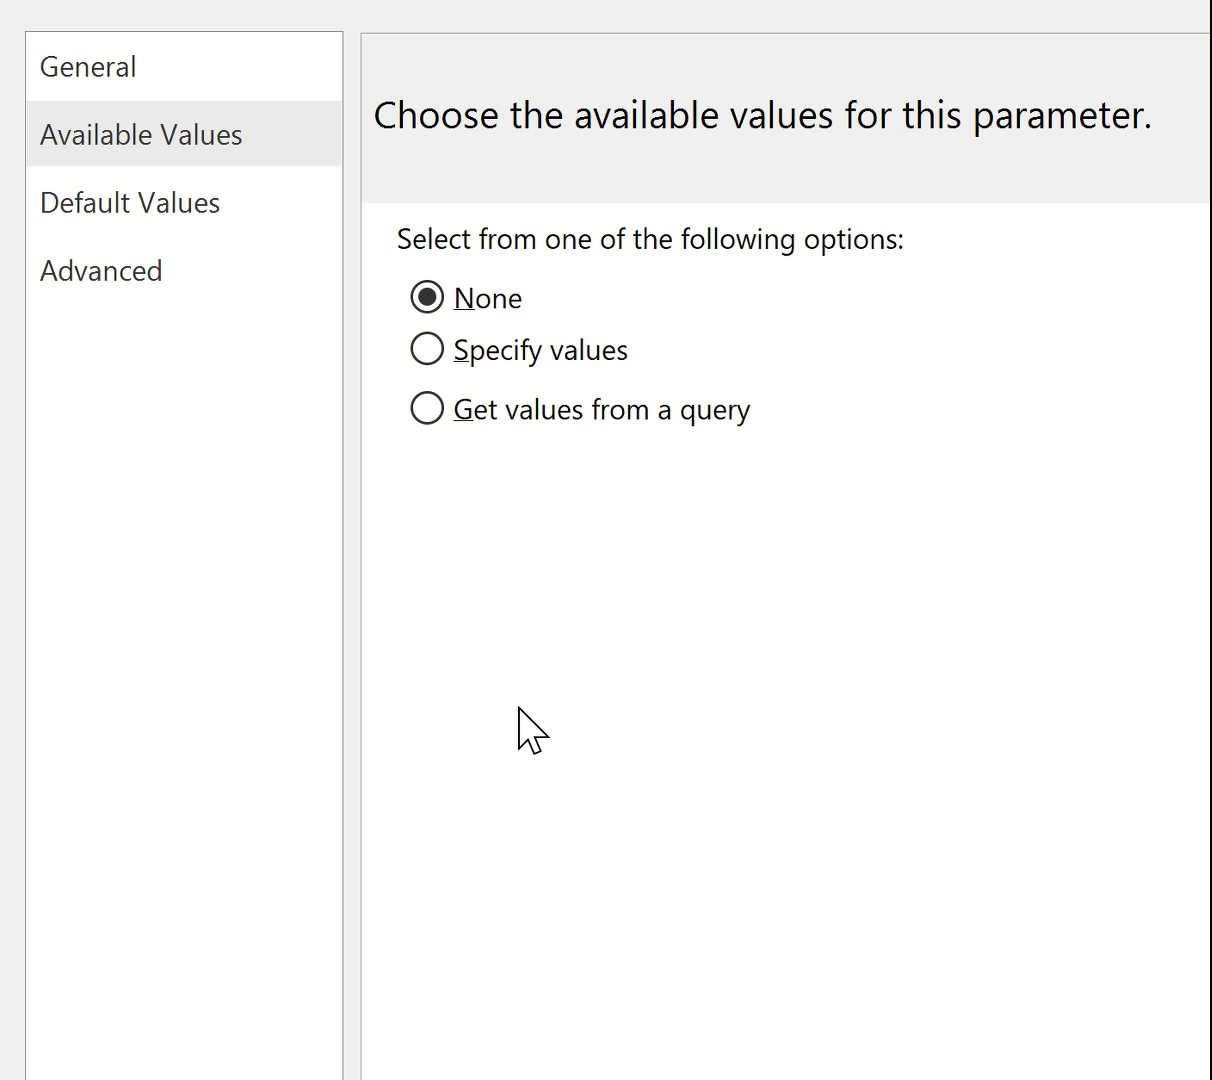 General
Available Values
Default Values
Advanced
Choose the available values for this parameter.
Select from one of the following options:
None
Specify values
Get values from a query